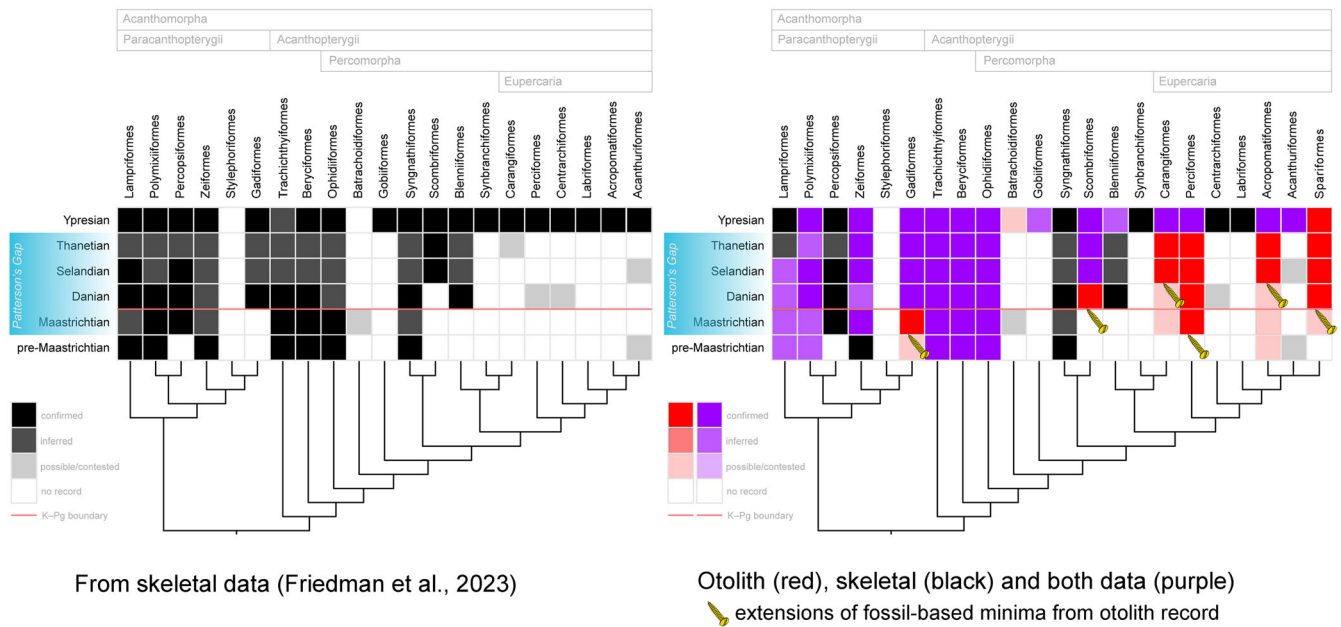 Acanthomorpha
Paracanthopterygii
Acanthopterygii
Percomorpha
Eupercaria
Lampriformes
Polymixiiformes
Percopsiformes
Zeiformes
Stylephoriformes
Gadiformes
Trachichthyiformes
Beryciformes
Ophidiiformes
Batrachoidiformes
Gobiiformes
Syngnathiformes
Scombriformes
Blenniiformes
Synbranchiformes
Carangiformes
Perciformes
Centrarchiformes
Labriformes
Acropomatiformes
Acanthuriformes
Patterson's Gap
Ypresian
Thanetian
Selandian
Danian
Maastrichtian
pre-Maastrichtian
confirmed
inferred
possible/contested
no record
K–Pg boundary
From skeletal data (Friedman et al., 2023)
Acanthomorpha
Paracanthopterygii
Acanthopterygii
Percomorpha
Eupercaria
Lampriformes
Polymixiiformes
Percopsiformes
Zeiformes
Stylephoriformes
Gadiformes
Trachichthyiformes
Beryciformes
Ophidiiformes
Batrachoidiformes
Gobiiformes
Syngnathiformes
Scombriformes
Blenniiformes
Synbranchiformes
Carangiformes
Perciformes
Centrarchiformes
Labriformes
Acropomatiformes
Acanthuriformes
Spariformes
Patterson's Gap
Ypresian
Thanetian
Selandian
Danian
Maastrichtian
pre-Maastrichtian
confirmed
inferred
possible/contested
no record
K–Pg boundary
Otolith (red), skeletal (black) and both data (purple)
extensions of fossil-based minima from otolith record